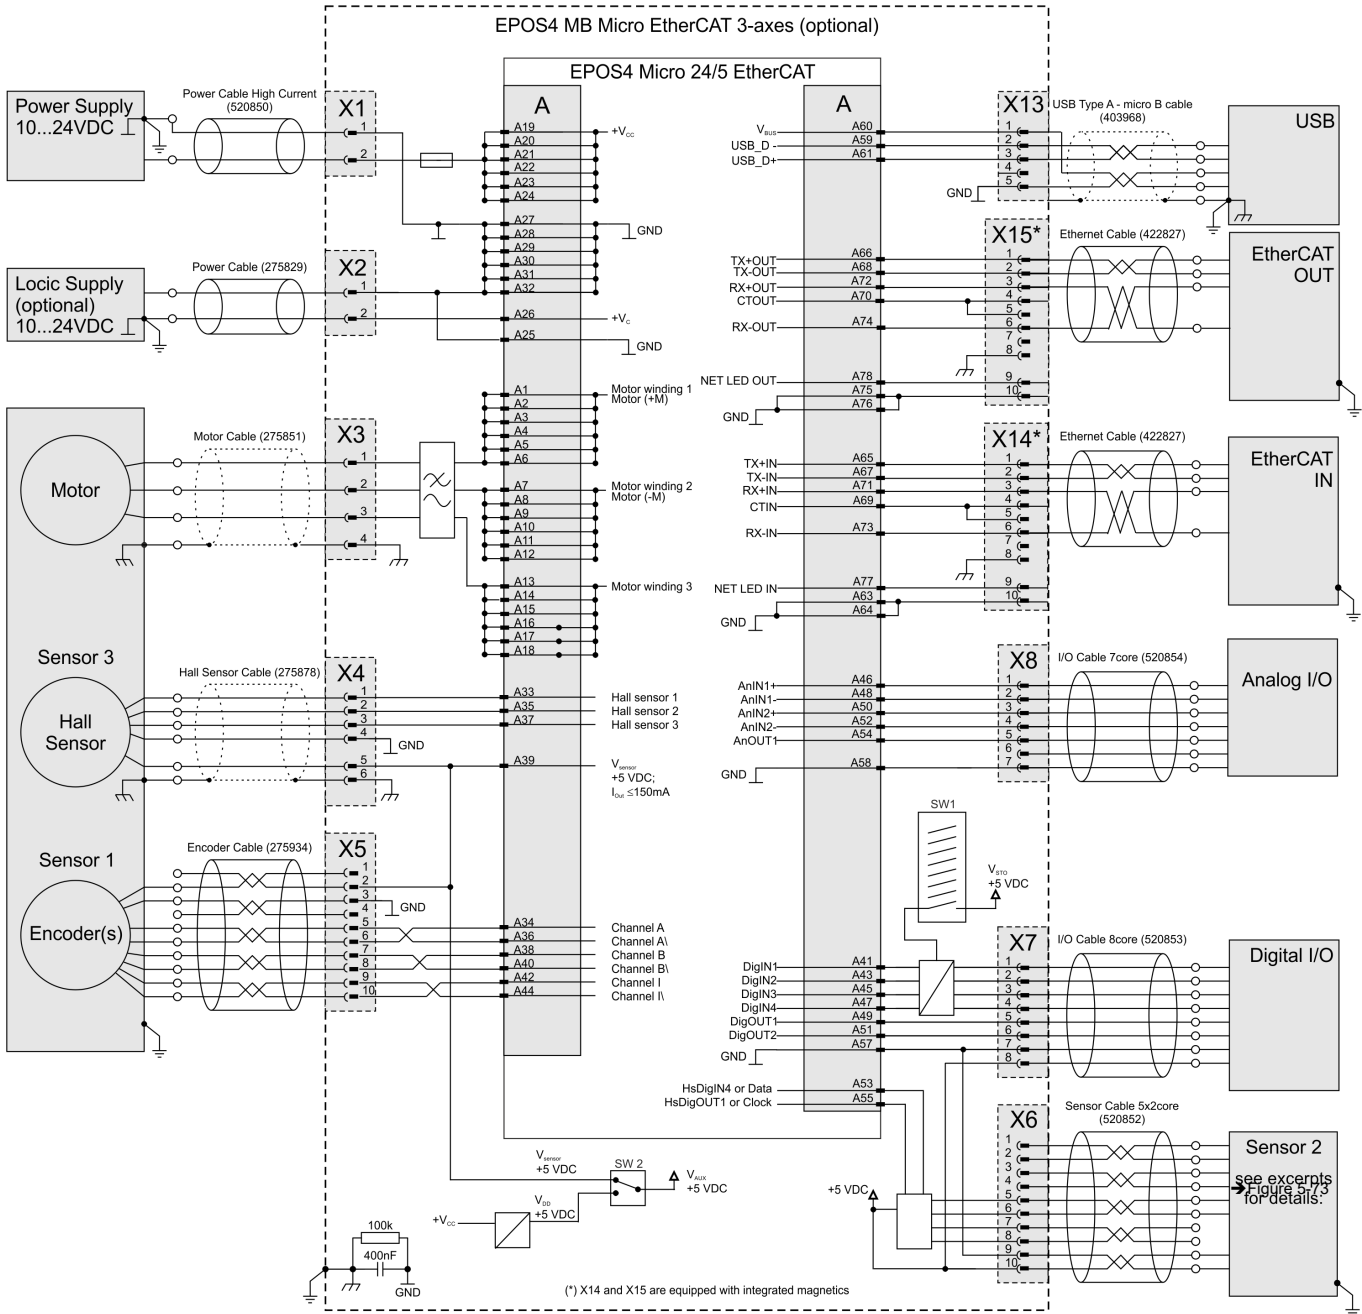 EPOS4 MB Micro EtherCAT 3-axes (optional)
EPOS4 Micro 24/5 EtherCAT
Power Supply
10...24VDC
Power Cable High Current
(520850)
X1
1
2
A
A19
A20
A21
A22
A23
A24
+Vcc
A27
A28
A29
A30
A31
A32
GND
Locic Supply
(optional)
10...24VDC
Power Cable (275829)
X2
1
2
A26
+Vc
A25
GND
Motor
Motor Cable (275851)
X3
1
2
3
4
A1
A2
A3
A4
A5
A6
Motor winding 1
Motor (+M)
A7
A8
A9
A10
A11
A12
Motor winding 2
Motor (-M)
A13
A14
A15
A16
A17
A18
Motor winding 3
Sensor 3
Hall
Sensor
Hall Sensor Cable (275878)
X4
1
2
3
4
5
6
GND
A33
A35
A37
Hall sensor 1
Hall sensor 2
Hall sensor 3
A39
Vsensor
+5 VDC;
IOut ≤150mA
Sensor 1
Encoder(s)
Encoder Cable (275934)
X5
1
2
3
4
5
6
7
8
9
10
GND
A34
A36
A38
A40
A42
A44
Channel A
Channel A\
Channel B
Channel B\
Channel I
Channel I\
A
VBUS
USB_D -
USB_D+
A60
A59
A61
X13
1
2
3
4
5
GND
USB Type A - micro B cable
(403968)
USB
TX+OUT
TX-OUT
RX+OUT
CTOUT
RX-OUT
A66
A68
A72
A70
A74
X15*
1
2
3
4
5
6
7
8
9
10
Ethernet Cable (422827)
EtherCAT
OUT
NET LED OUT
GND
A78
A75
A76
TX+IN
TX-IN
RX+IN
CTIN
RX-IN
A65
A67
A71
A69
A73
X14*
1
2
3
4
5
6
7
8
9
10
Ethernet Cable (422827)
EtherCAT
IN
NET LED IN
GND
A77
A63
A64
AnIN1+
AnIN1-
AnIN2+
AnIN2-
AnOUT1
GND
A46
A48
A50
A52
A54
A58
X8
1
2
3
4
5
6
7
I/O Cable 7core (520854)
Analog I/O
SW1
VSTO
+5 VDC
DigIN1
DigIN2
DigIN3
DigIN4
DigOUT1
DigOUT2
GND
A41
A43
A45
A47
A49
A51
A57
X7
1
2
3
4
5
6
7
8
I/O Cable 8core (520853)
Digital I/O
HsDigIN4 or Data
HsDigOUT1 or Clock
A53
A55
X6
1
2
3
4
5
6
7
8
9
10
Sensor Cable 5x2core
(520852)
Sensor 2
see excerpts
➔Figure 5-73
for details:
+5 VDC
Vsensor
+5 VDC
SW 2
VAUX
+5 VDC
VDD
+5 VDC
+Vcc
100k
400nF
GND
(*) X14 and X15 are equipped with integrated magnetics